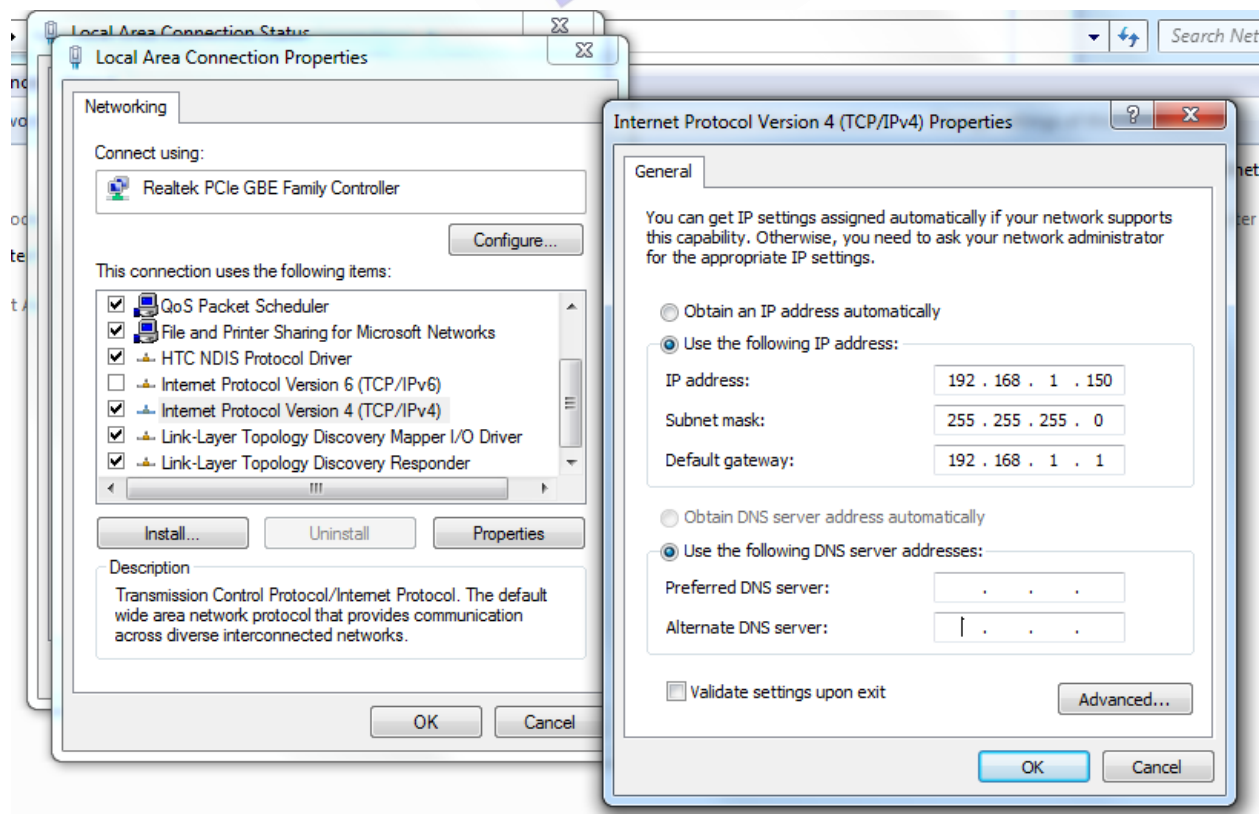 Local Area Connection Status
Search Net
Local Area Connection Properties
Networking
Connect using:
Realtek PCIe GBE Family Controller
Configure...
This connection uses the following items:
QoS Packet Scheduler
File and Printer Sharing for Microsoft Networks
HTC NDIS Protocol Driver
Internet Protocol Version 6 (TCP/IPv6)
Internet Protocol Version 4 (TCP/IPv4)
Link-Layer Topology Discovery Mapper I/O Driver
Link-Layer Topology Discovery Responder
Install...
Uninstall
Properties
Description
Transmission Control Protocol/Internet Protocol. The default
wide area network protocol that provides communication
across diverse interconnected networks.
OK
Cancel
Internet Protocol Version 4 (TCP/IPv4) Properties
General
You can get IP settings assigned automatically if your network supports
this capability. Otherwise, you need to ask your network administrator
for the appropriate IP settings.
Obtain an IP address automatically
Use the following IP address:
IP address: 192 . 168 . 1 . 150
Subnet mask: 255 . 255 . 255 . 0
Default gateway: 192 . 168 . 1 . 1
Obtain DNS server address automatically
Use the following DNS server addresses:
Preferred DNS server: . . .
Alternate DNS server: . . .
Validate settings upon exit
Advanced...
OK
Cancel